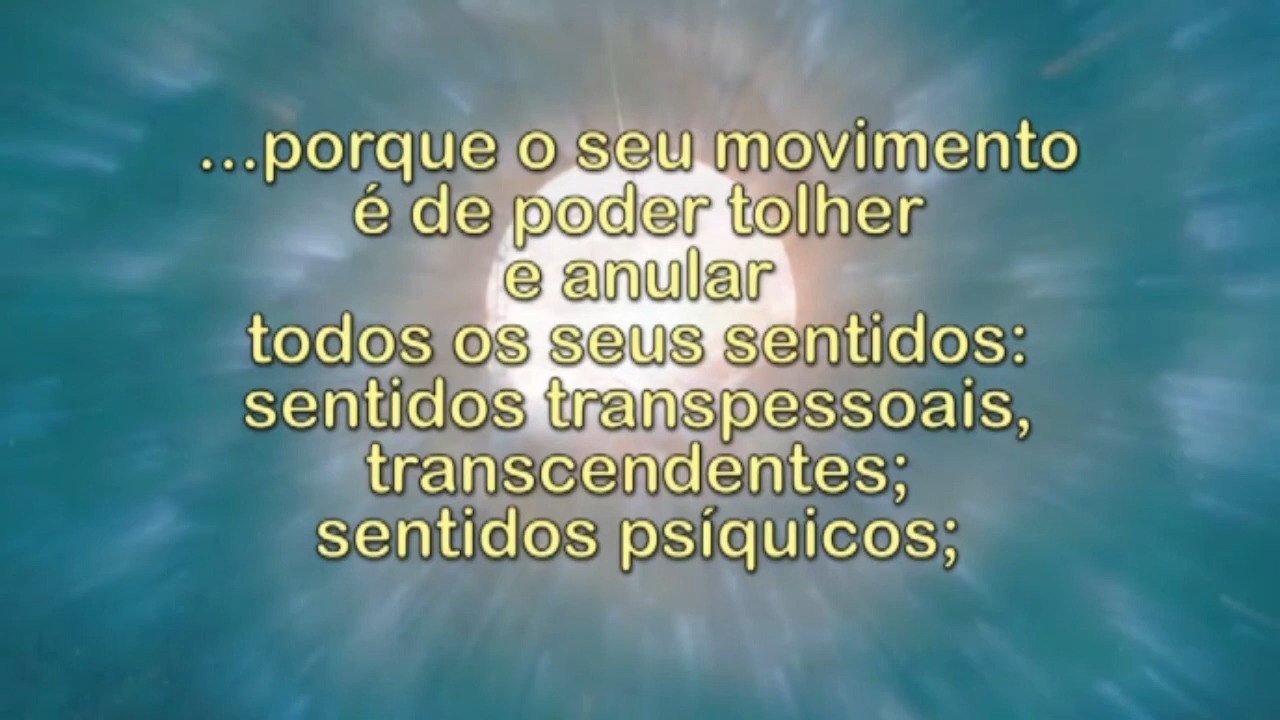 ...porque o seu movimento
é de poder tolher
e anular
todos os seus sentidos:
sentidos transpessoais,
transcendentes;
sentidos psíquicos;